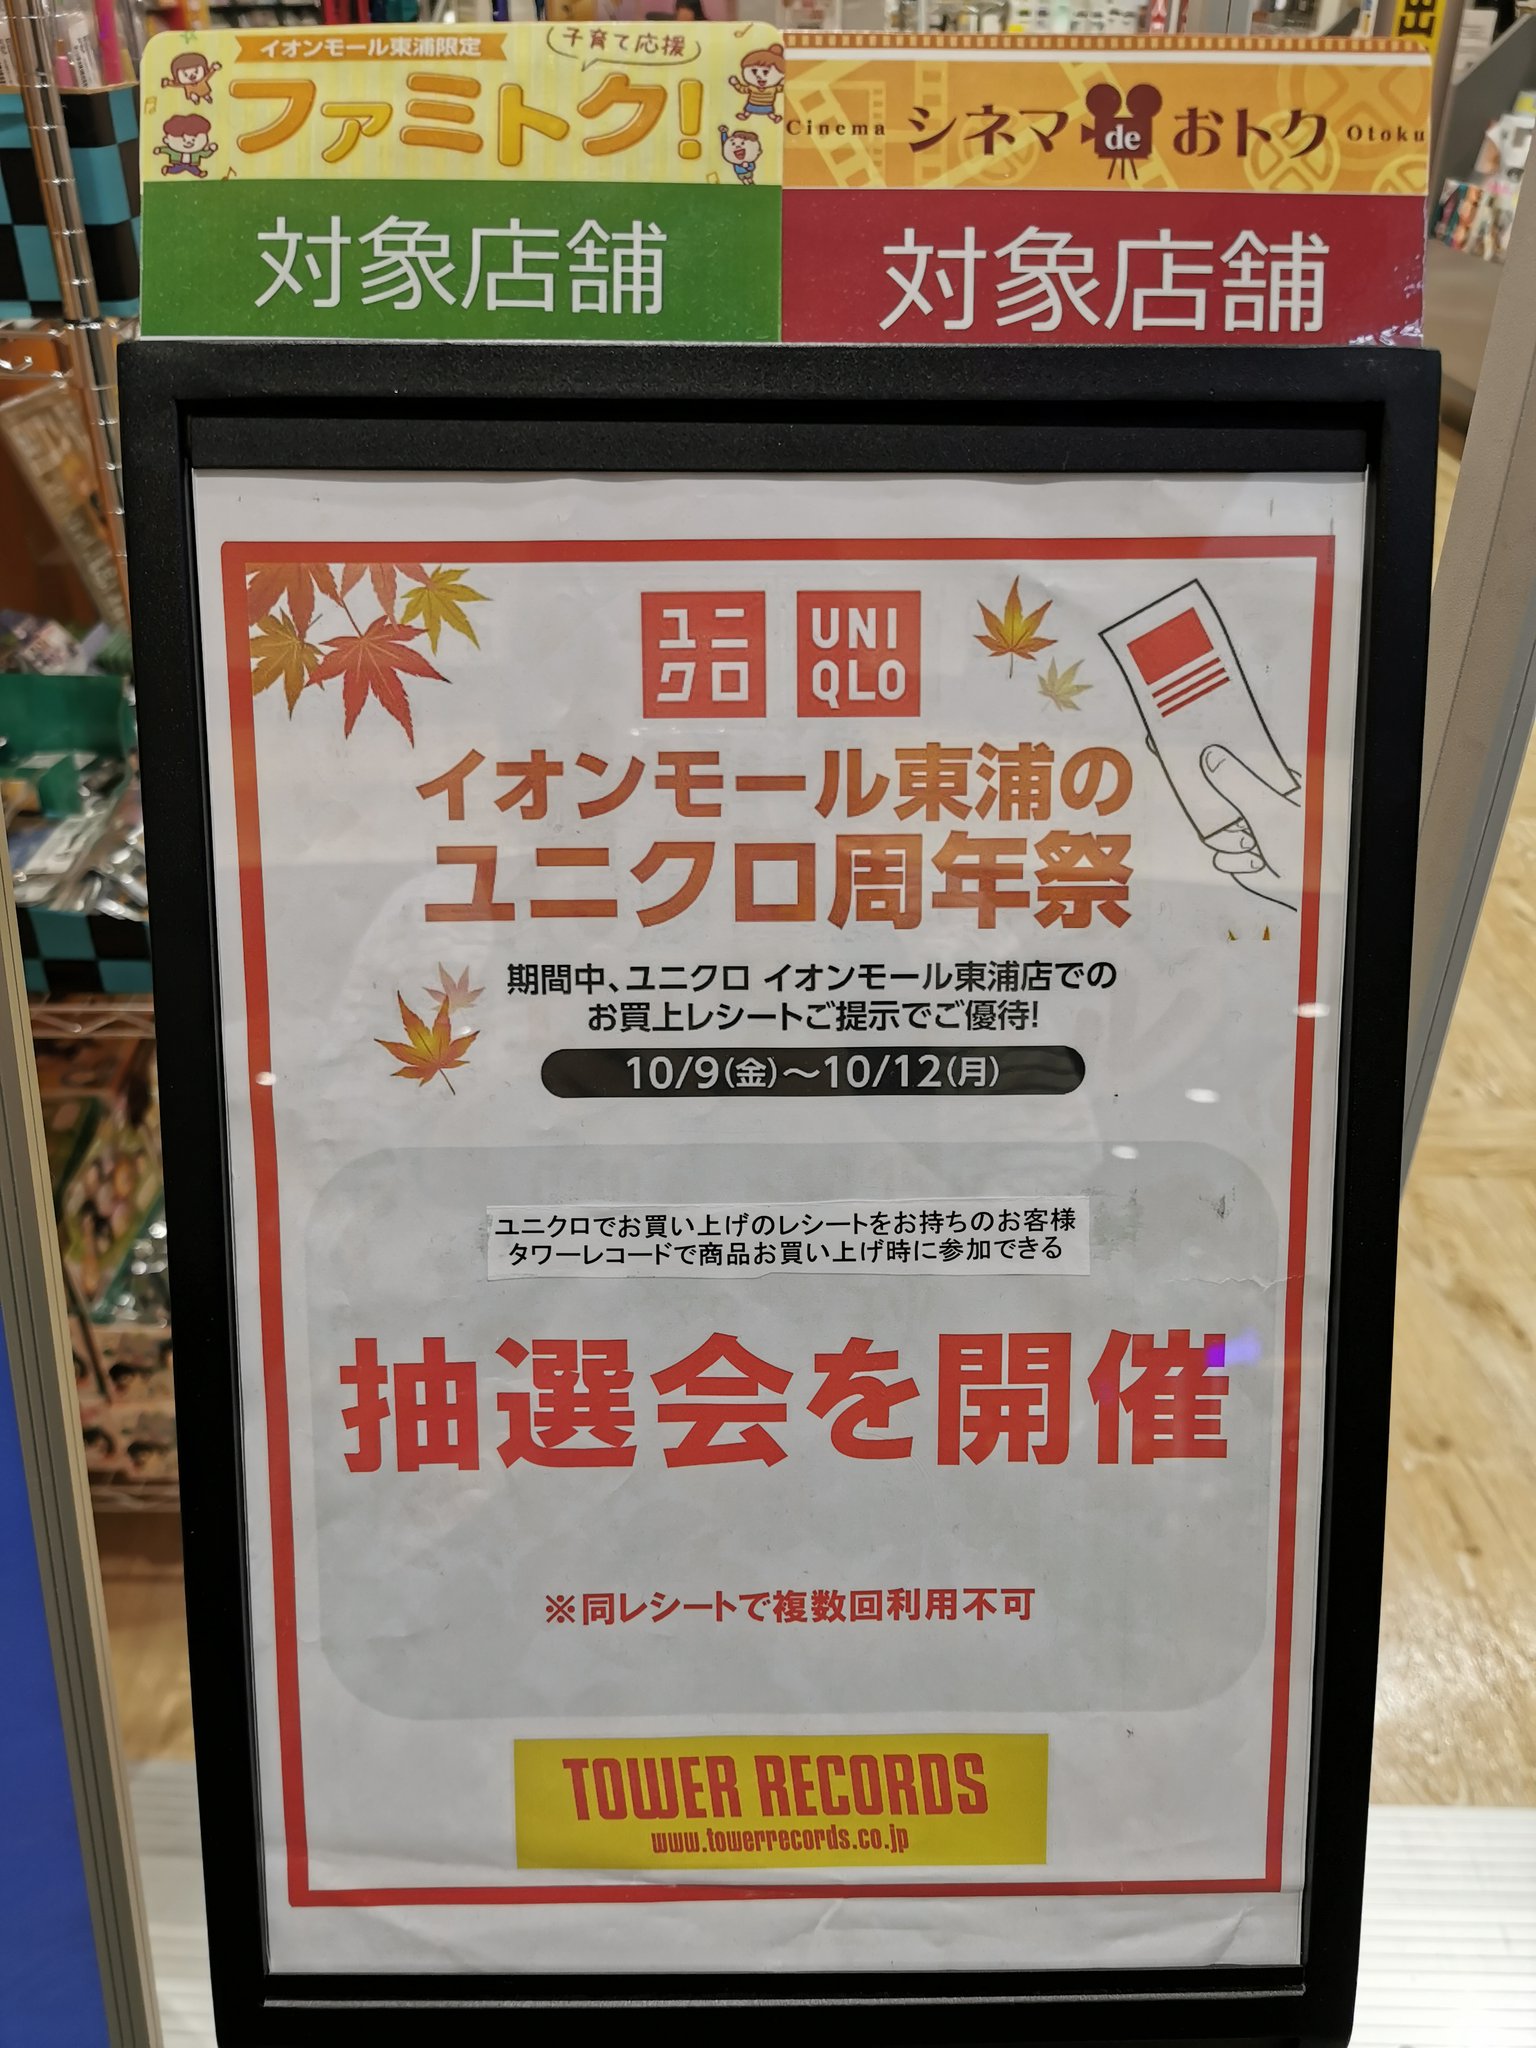 イオンモール東浦限定
子育て応援
ファミトク!
対象店舗
Cinema シネマ de おトク Otoku
対象店舗
ユニ
クロ
UNI
QLO
イオンモール東浦の
ユニクロ周年祭
期間中、ユニクロ イオンモール東浦店での
お買上レシートご提示でご優待!
10/9(金)～10/12(月)
ユニクロでお買い上げのレシートをお持ちのお客様
タワーレコードで商品お買い上げ時に参加できる
抽選会を開催
※同レシートで複数回利用不可
TOWER RECORDS
www.towerrecords.co.jp